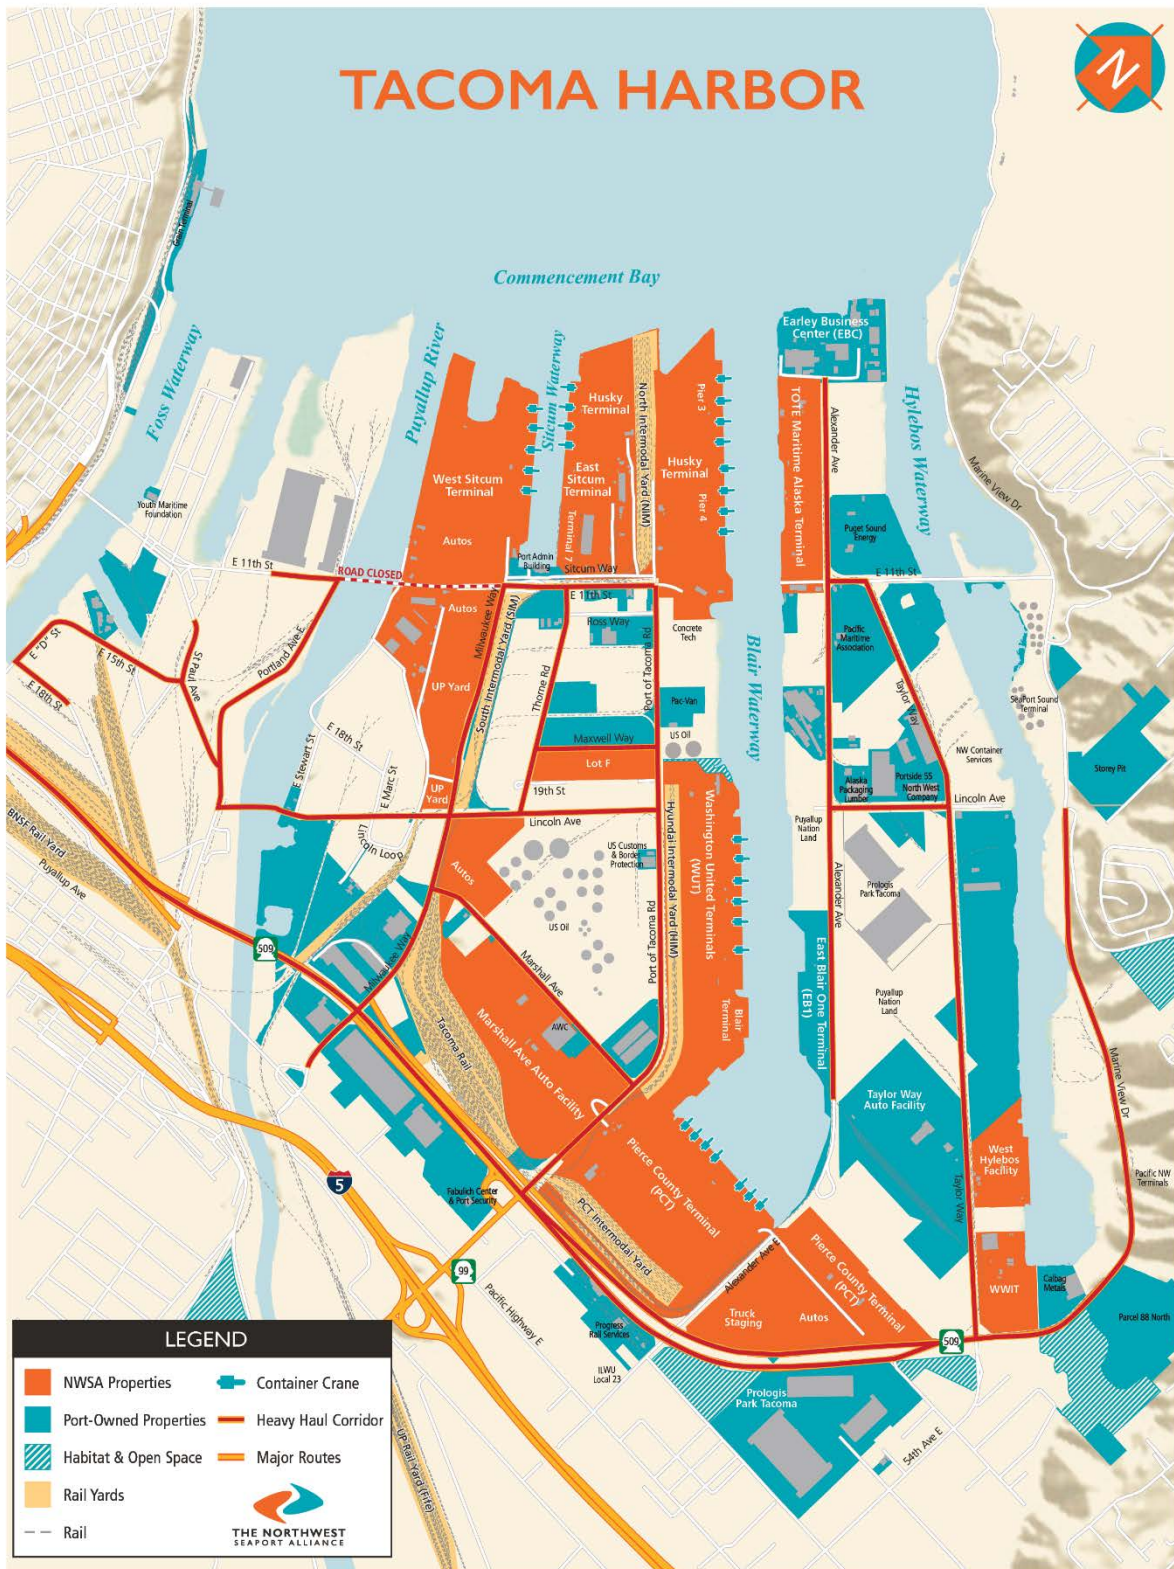 TACOMA HARBOR
N
Commencement Bay
Grain Terminal
Foss Waterway
Puyallup River
Sitcum Waterway
Blair Waterway
Hylebos Waterway
Earley Business
Center (EBC)
Husky
Terminal
North Intermodal Yard (NIM)
Pier 3
Husky
Terminal
Pier 4
TOTE Maritime Alaska Terminal
Alexander Ave
Marine View Dr
West Sitcum
Terminal
East
Sitcum
Terminal
Terminal 7
Youth Maritime
Foundation
Autos
Port Admin
Building
Sitcum Way
Puget Sound
Energy
E 11th St
ROAD CLOSED
E 11th St
E 11th St
Autos
Milwaukee Way
South Intermodal Yard (SIM)
Ross Way
Port of Tacoma Rd
Concrete
Tech
Pacific
Maritime
Association
E "D" St
E 15th St
E 18th St
St Paul Ave
Portland Ave E
UP Yard
Thorne Rd
Pac-Van
US Oil
Maxwell Way
Lot F
19th St
Taylor Way
SeaPort Sound
Terminal
NW Container
Services
Storey Pit
E 18th St
E Stewart St
E Marc St
UP
Yard
Alaska
Packaging
Lumber
Portside 55
North West
Company
Lincoln Ave
Lincoln Ave
Lincoln Loop
Puyallup
Nation
Land
US Customs
& Border
Protection
Hyundai Intermodal Yard (HIM)
Washington United Terminals
(WUT)
BNSF Rail Yard
Puyallup Ave
Autos
US Oil
Port of Tacoma Rd
Alexander Ave
Prologis
Park Tacoma
509
Milwaukee Way
Marshall Ave
East Blair One Terminal
(EB1)
Puyallup
Nation
Land
Tacoma Rail
AWC
Blair
Terminal
Marshall Ave Auto Facility
Marine View Dr
Taylor Way
Auto Facility
West
Hylebos
Facility
Pacific NW
Terminals
Pierce County Terminal
(PCT)
5
Fabulich Center
& Port Security
PCT Intermodal Yard
Taylor Way
Alexander Ave E
Pierce County Terminal
(PCT)
99
Pacific Highway E
WWIT
Calbag
Metals
Parcel 88 North
Truck
Staging
Autos
Progress
Rail Services
509
ILWU
Local 23
Prologis
Park Tacoma
54th Ave E
UP Rail Yard (Fife)
LEGEND
NWSA Properties
Container Crane
Port-Owned Properties
Heavy Haul Corridor
Habitat & Open Space
Major Routes
Rail Yards
Rail
THE NORTHWEST
SEAPORT ALLIANCE